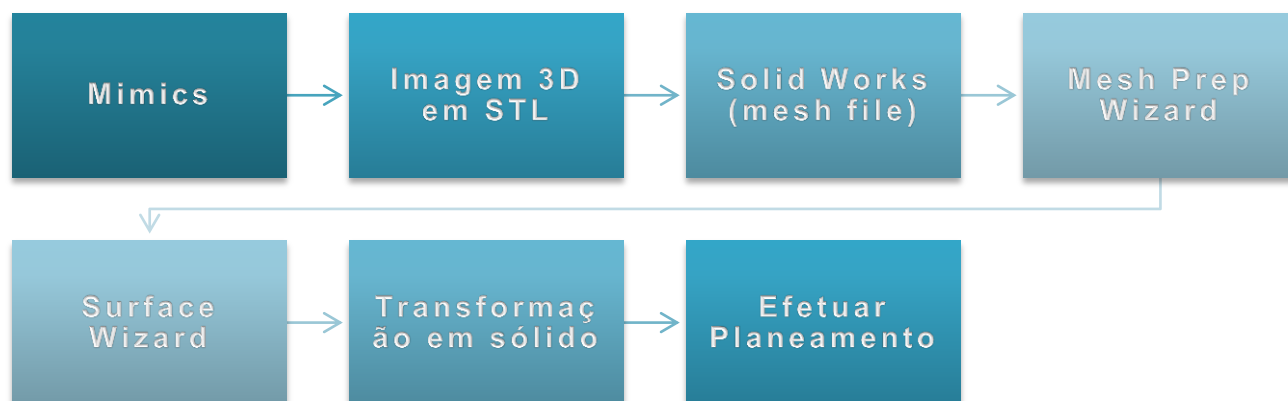 Mimics
Imagem 3D
em STL
Solid Works
(mesh file)
Mesh Prep
Wizard
Surface
Wizard
Transformaç
ão em sólido
Efetuar
Planeamento